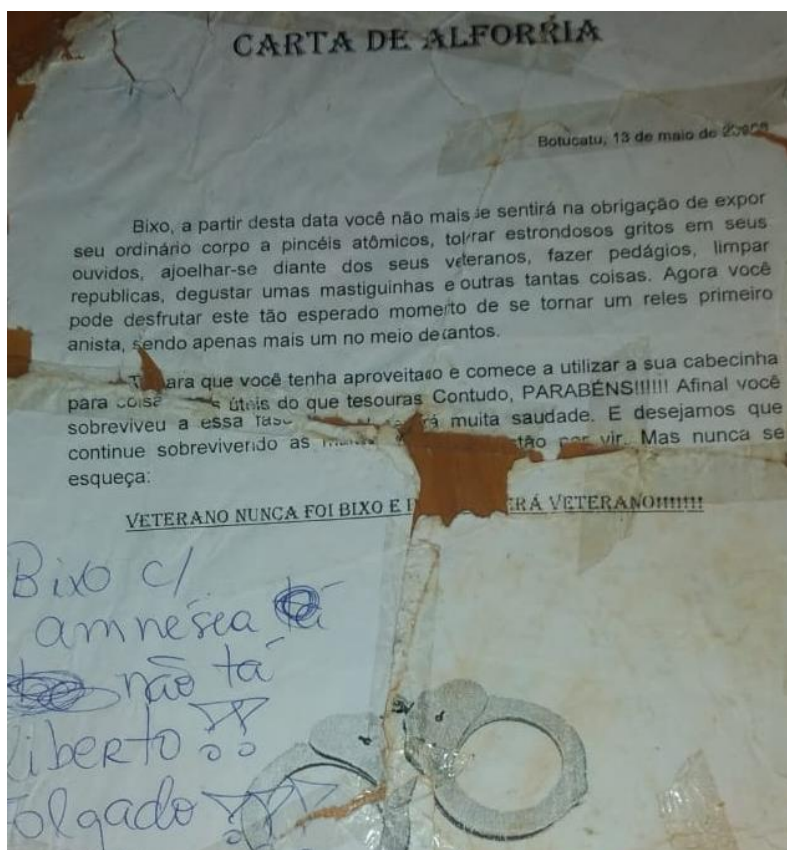 CARTA DE ALFORRIA
Botucatu, 13 de maio de
Bixo, a partir desta data você não mais se sentirá na obrigação de expor
seu ordinário corpo a pincéis atômicos, tolerar estrondosos gritos em seus
ouvidos, ajoelhar-se diante dos seus veteranos, fazer pedágios, limpar
republicas, degustar umas mastiguinhas e outras tantas coisas. Agora você
pode desfrutar este tão esperado momento de se tornar um reles primeiro
anista, sendo apenas mais um no meio de tantos.
que você tenha aproveitado e comece a utilizar a sua cabecinha
para úteis do que tesouras Contudo, PARABÉNS!!!!!! Afinal você
sobreviveu a essa muita saudade. E desejamos que
continue sobrevivendo as por vir. Mas nunca se
esqueça:
VETERANO NUNCA FOI BIXO E VETERANO!!!!!!!
Bixo c/
amnésea
não tá
liberto !!
folgado !!!